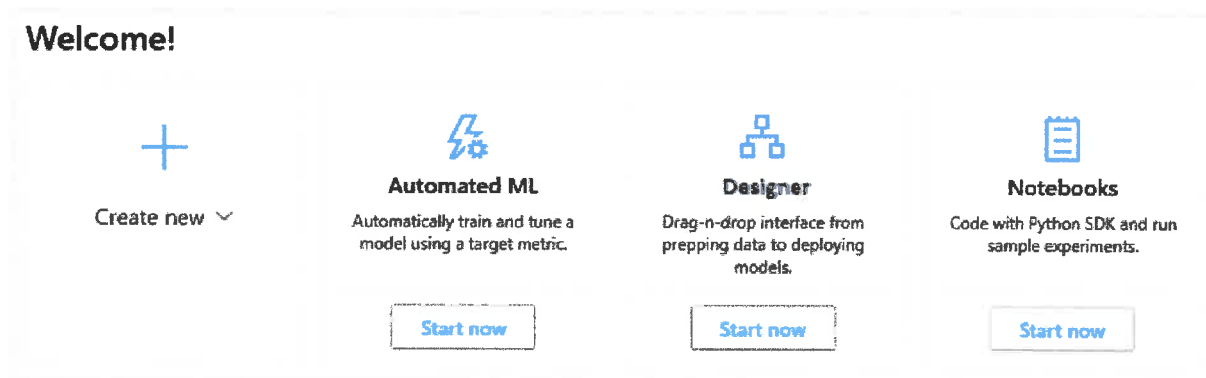 Welcome!
Create new
Automated ML
Automatically train and tune a
model using a target metric.
Start now
Designer
Drag-n-drop interface from
prepping data to deploying
models.
Start now
Notebooks
Code with Python SDK and run
sample experiments.
Start now